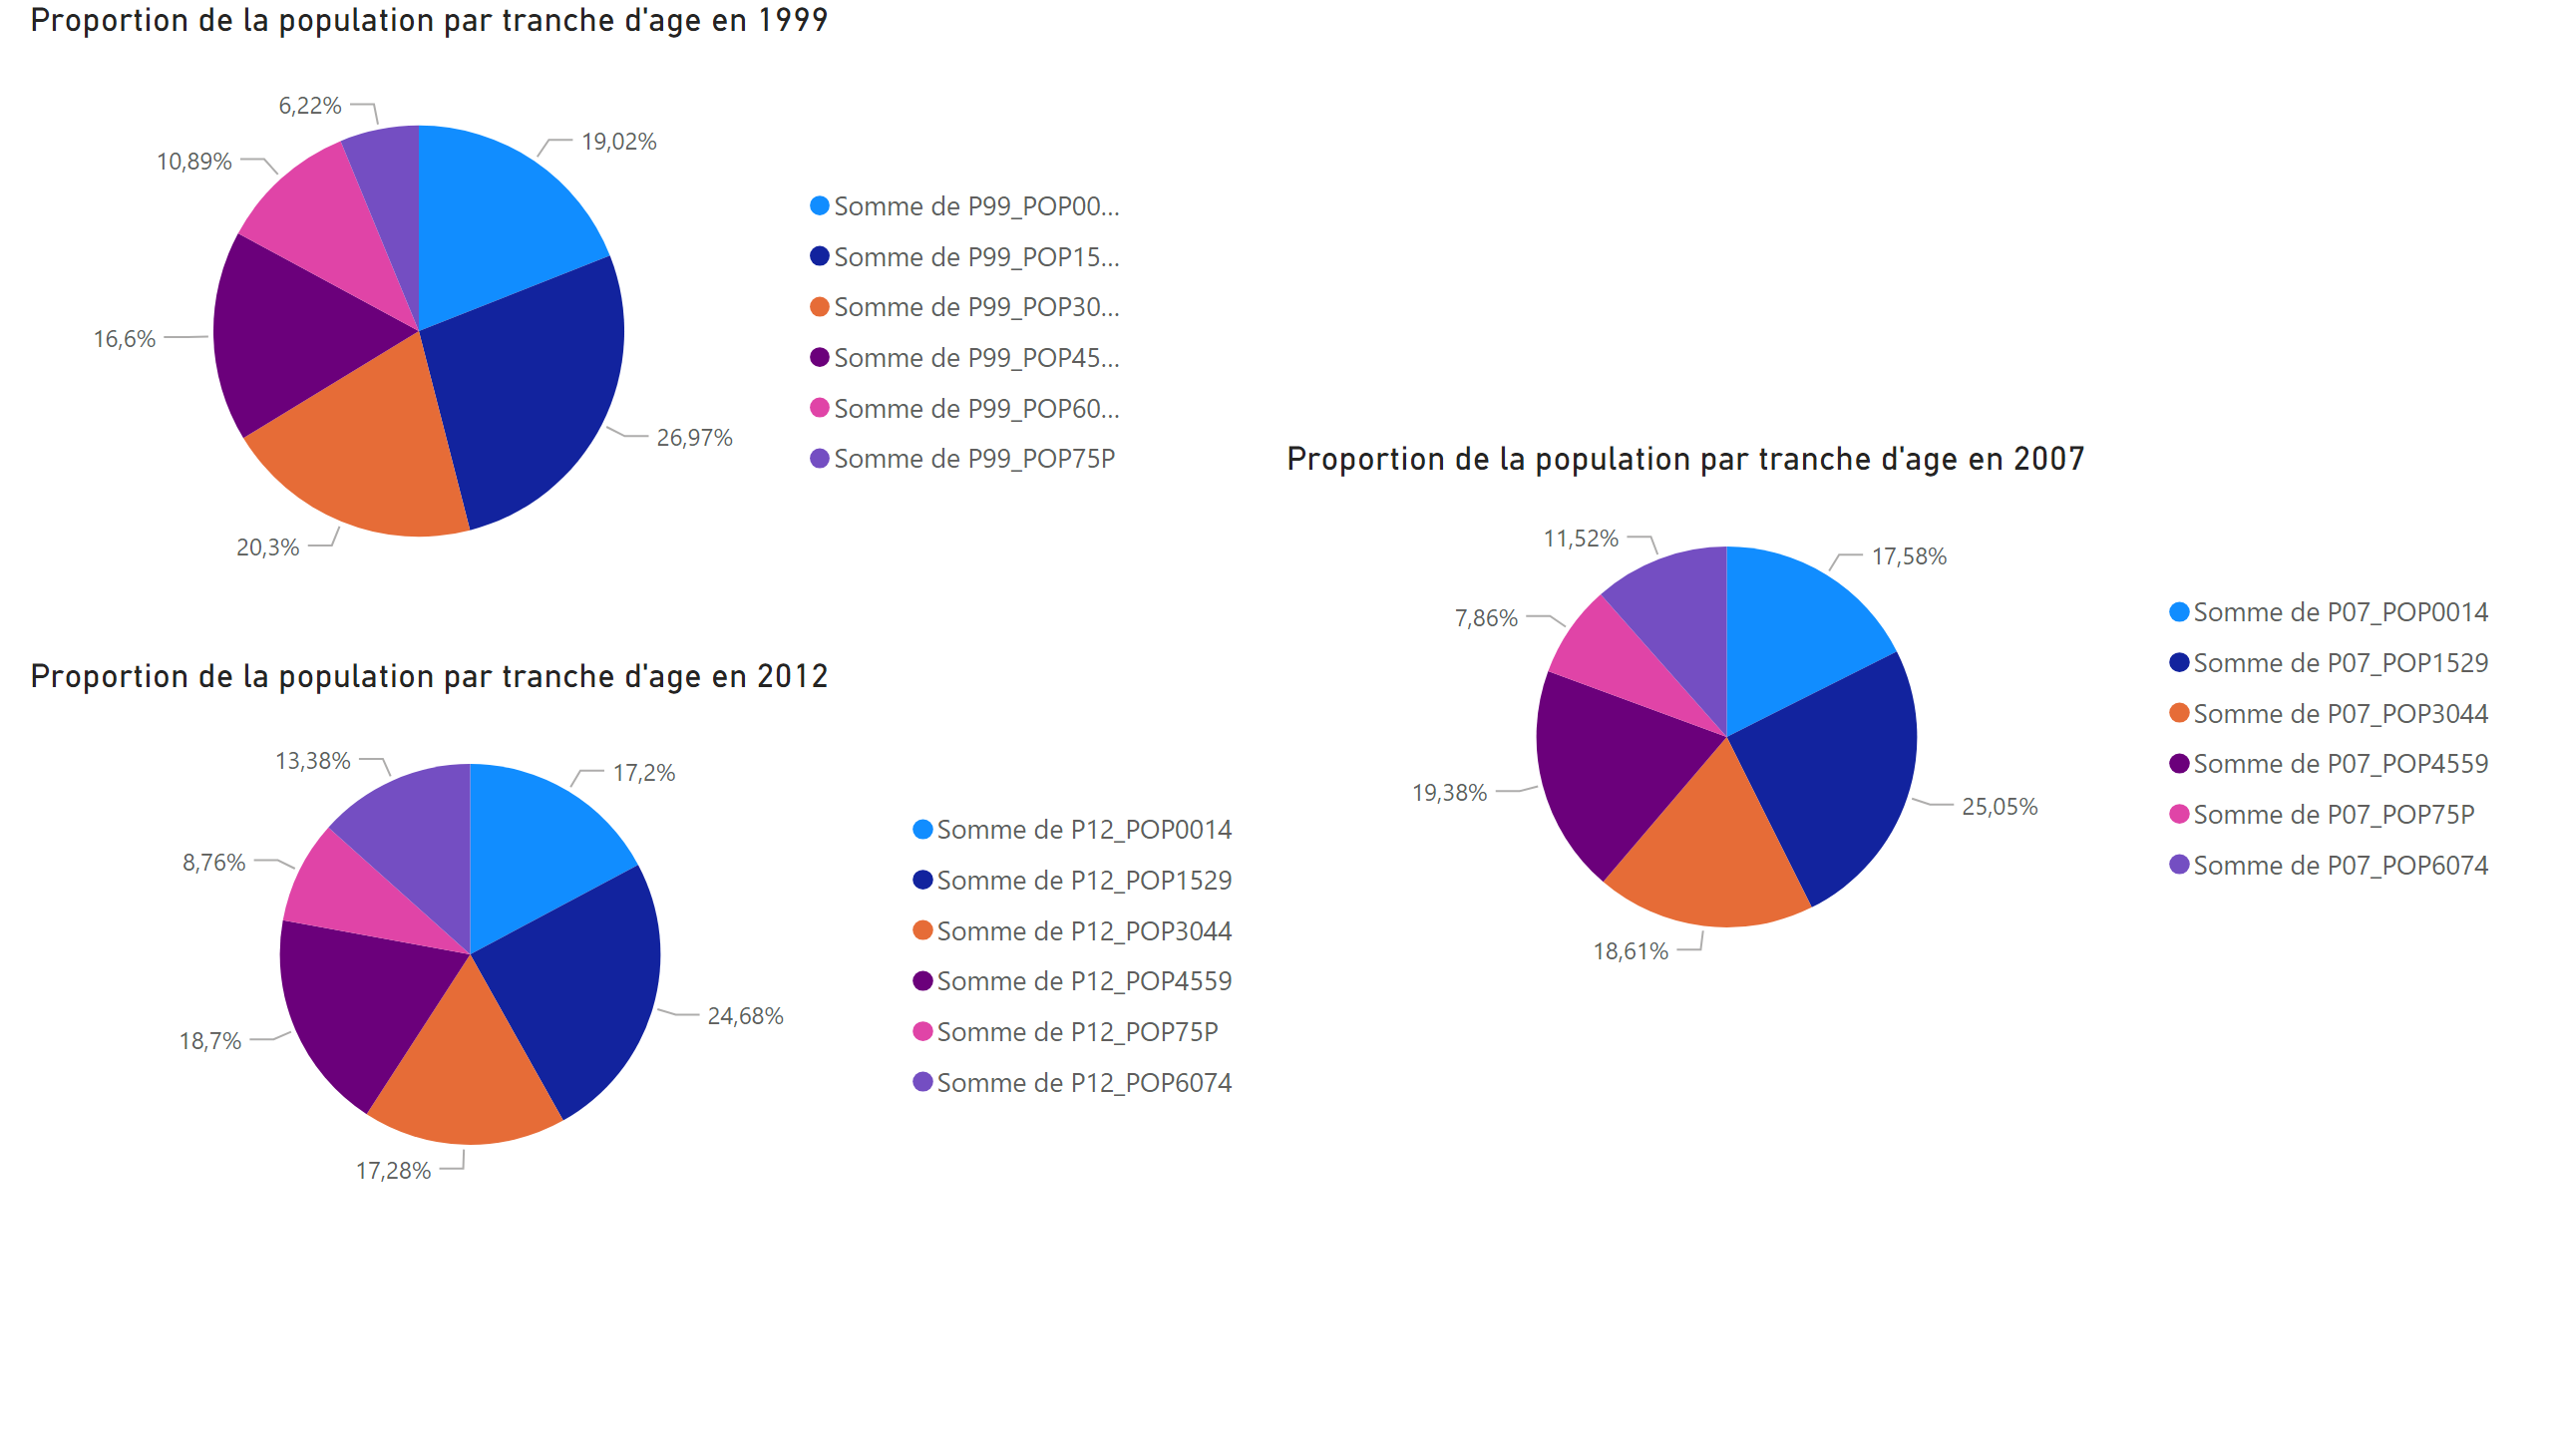 Proportion de la population par tranche d'age en 1999
6,22%
19,02%
10,89%
16,6%
26,97%
20,3%
Somme de P99_POP00...
Somme de P99_POP15...
Somme de P99_POP30...
Somme de P99_POP45...
Somme de P99_POP60...
Somme de P99_POP75P
Proportion de la population par tranche d'age en 2007
11,52%
17,58%
7,86%
19,38%
25,05%
18,61%
Somme de P07_POP0014
Somme de P07_POP1529
Somme de P07_POP3044
Somme de P07_POP4559
Somme de P07_POP75P
Somme de P07_POP6074
Proportion de la population par tranche d'age en 2012
13,38%
17,2%
8,76%
18,7%
24,68%
17,28%
Somme de P12_POP0014
Somme de P12_POP1529
Somme de P12_POP3044
Somme de P12_POP4559
Somme de P12_POP75P
Somme de P12_POP6074